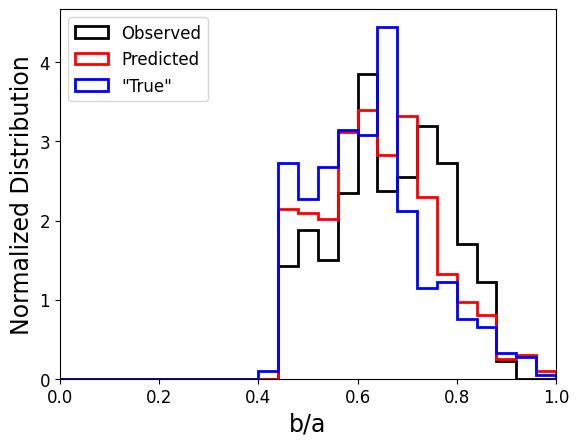 Observed
Predicted
"True"
Normalized Distribution
4
3
2
1
0
0.0 0.2 0.4 0.6 0.8 1.0
b/a